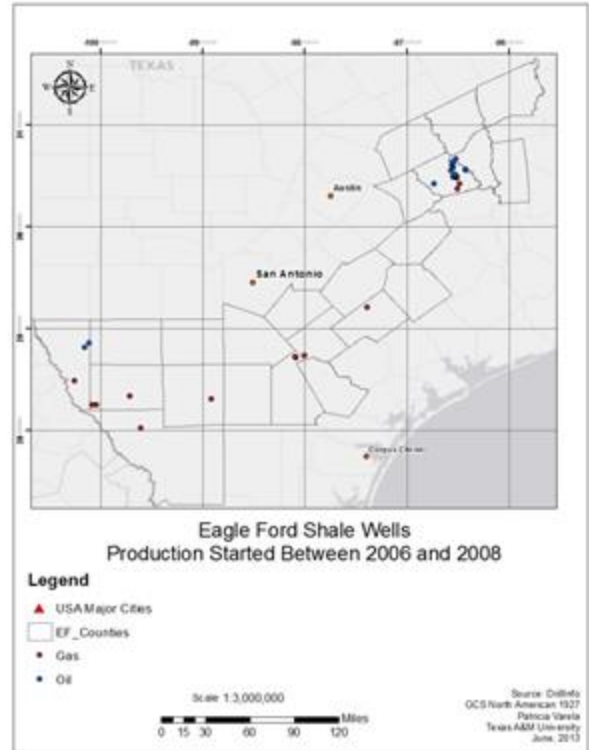 TEXAS
N
W
E
S
Austin
San Antonio
Corpus Christi
Eagle Ford Shale Wells
Production Started Between 2006 and 2008
Legend
USA Major Cities
EF_Counties
Gas
Oil
Scale 1:3,000,000
0 15 30 60 90 120 Miles
Source: Drillinfo
GCS North American 1927
Patricia Varela
Texas A&M University
June, 2013